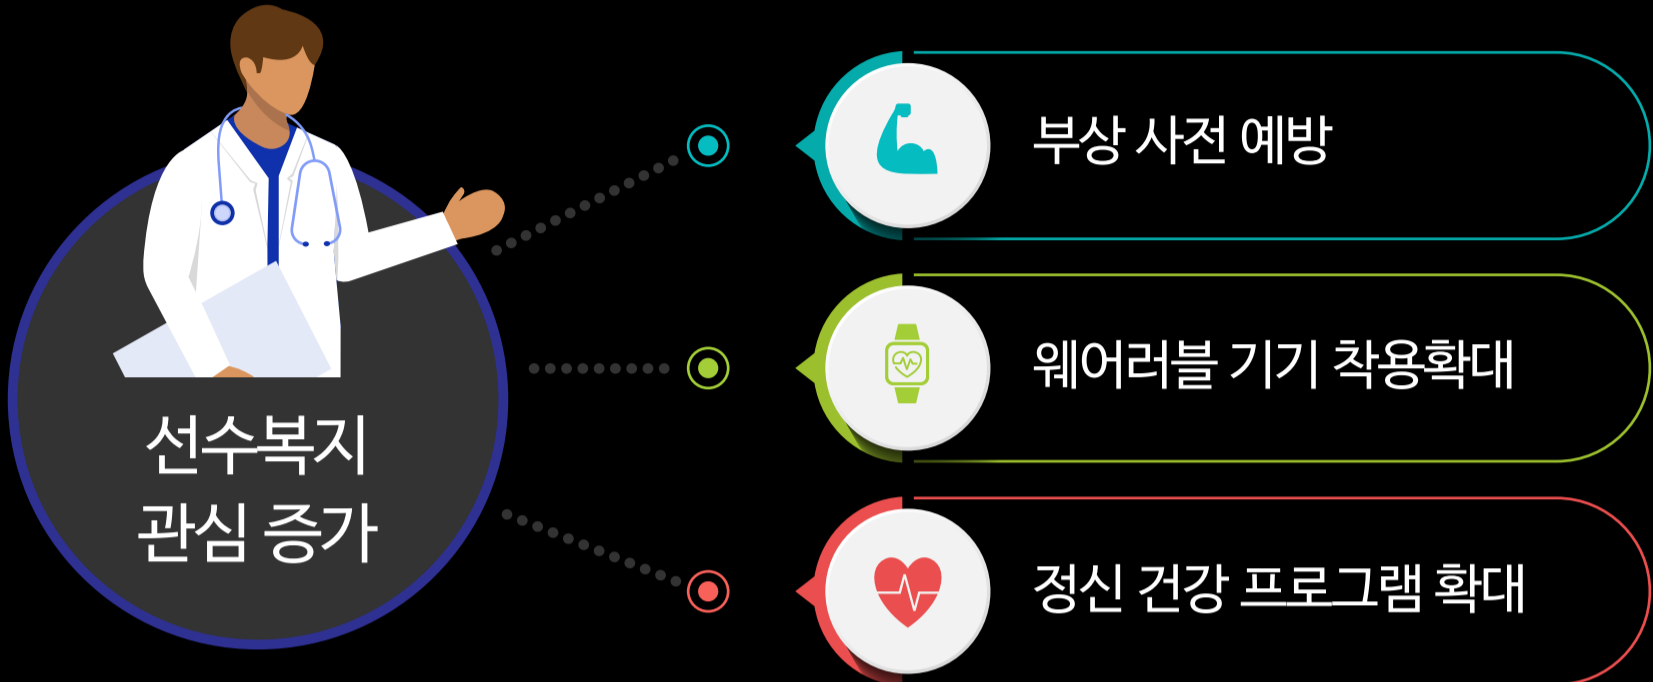 선수복지
관심 증가
부상 사전 예방
웨어러블 기기 착용확대
정신 건강 프로그램 확대